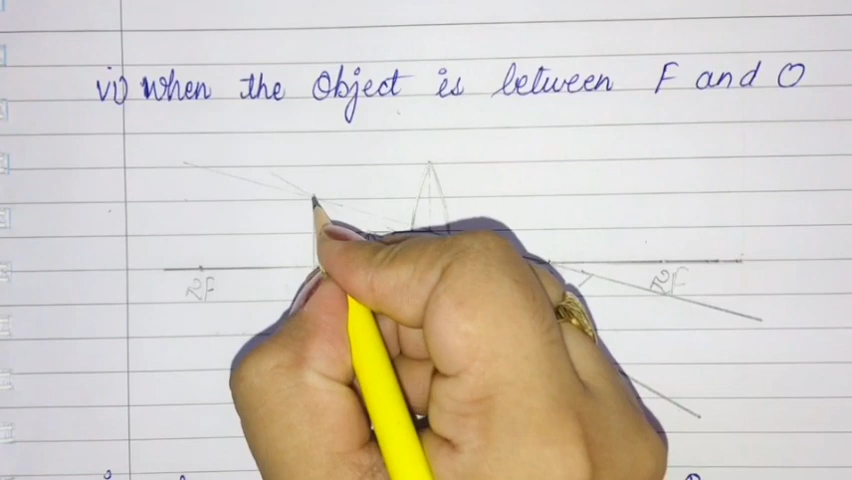 vi) When the Object is between F and O
2F 2F